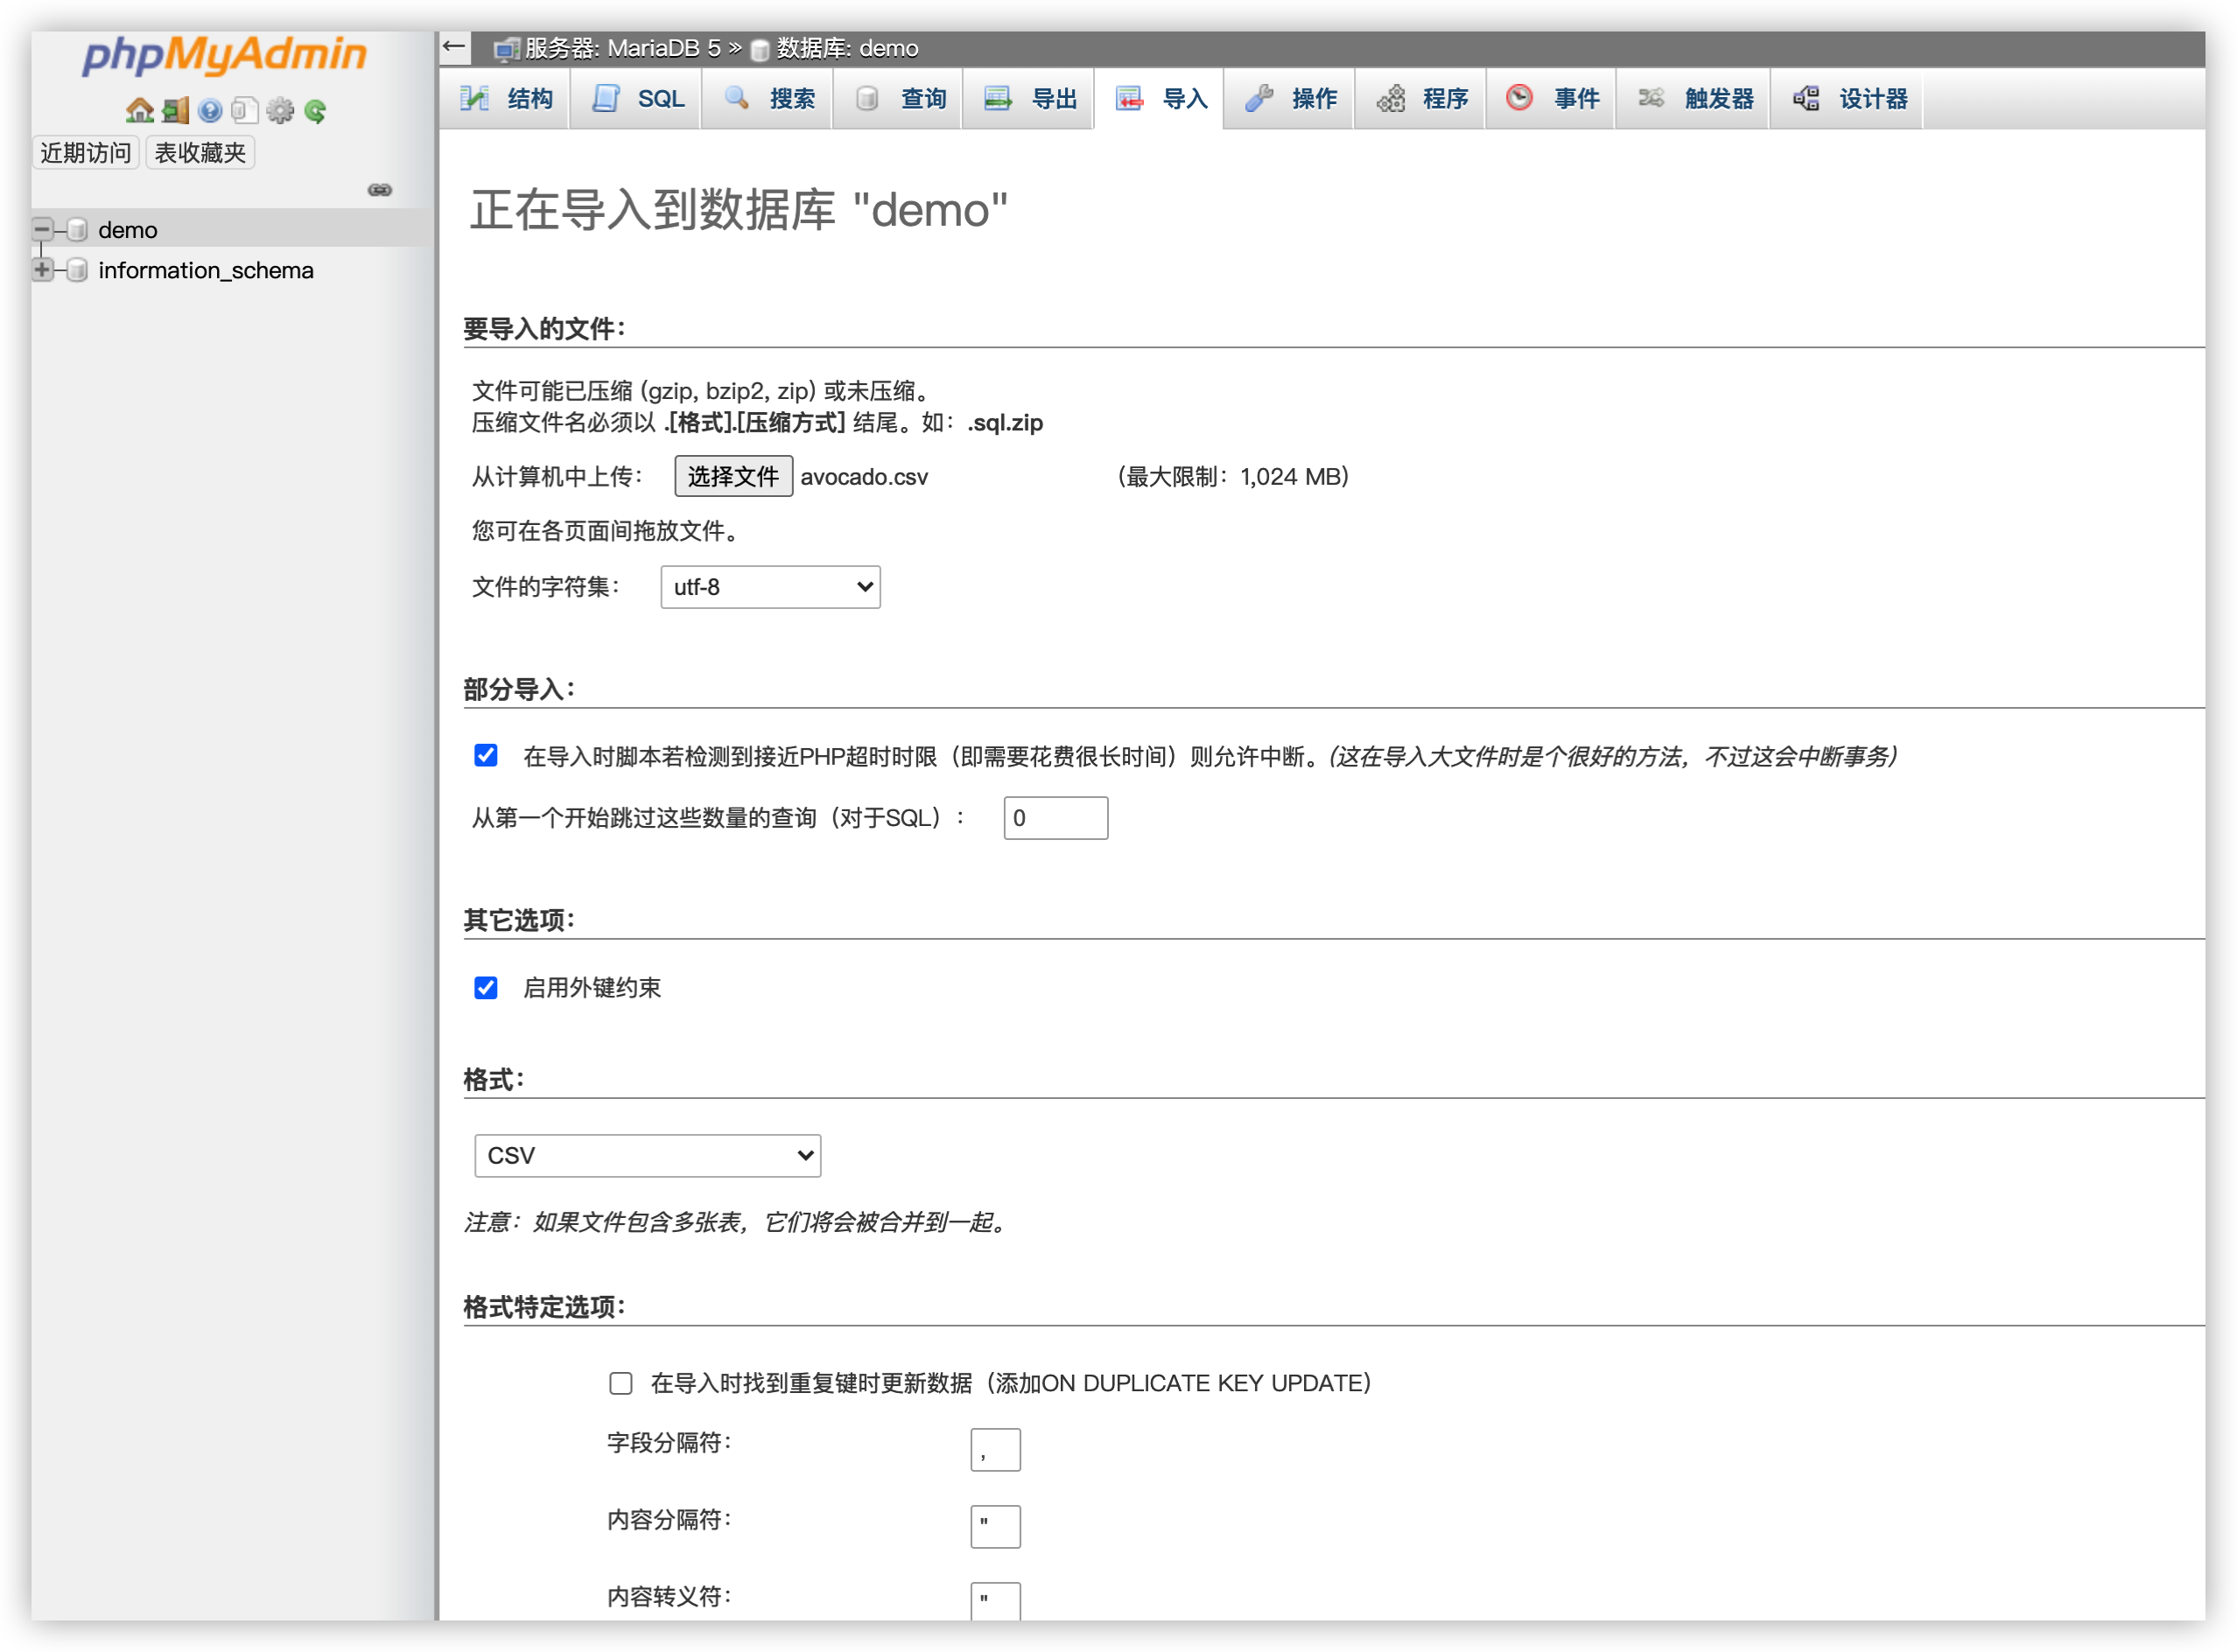 phpMyAdmin
近期访问 表收藏夹
demo
information_schema
服务器: MariaDB 5 » 数据库: demo
结构 SQL 搜索 查询 导出 导入 操作 程序 事件 触发器 设计器
正在导入到数据库 "demo"
要导入的文件：
文件可能已压缩 (gzip, bzip2, zip) 或未压缩。
压缩文件名必须以 .[格式].[压缩方式] 结尾。如：.sql.zip
从计算机中上传： 选择文件 avocado.csv （最大限制：1,024 MB）
您可在各页面间拖放文件。
文件的字符集： utf-8
部分导入：
在导入时脚本若检测到接近PHP超时时限（即需要花费很长时间）则允许中断。（这在导入大文件时是个很好的方法，不过这会中断事务）
从第一个开始跳过这些数量的查询（对于SQL）： 0
其它选项：
启用外键约束
格式：
CSV
注意：如果文件包含多张表，它们将会被合并到一起。
格式特定选项：
在导入时找到重复键时更新数据（添加ON DUPLICATE KEY UPDATE）
字段分隔符： ,
内容分隔符： "
内容转义符： "